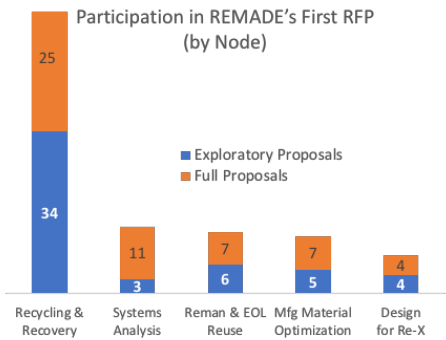 Participation in REMADE's First RFP
(by Node)
25
34
Exploratory Proposals
Full Proposals
11
3
7
6
7
5
4
4
Recycling &
Recovery
Systems
Analysis
Reman & EOL
Reuse
Mfg Material
Optimization
Design
for Re-X